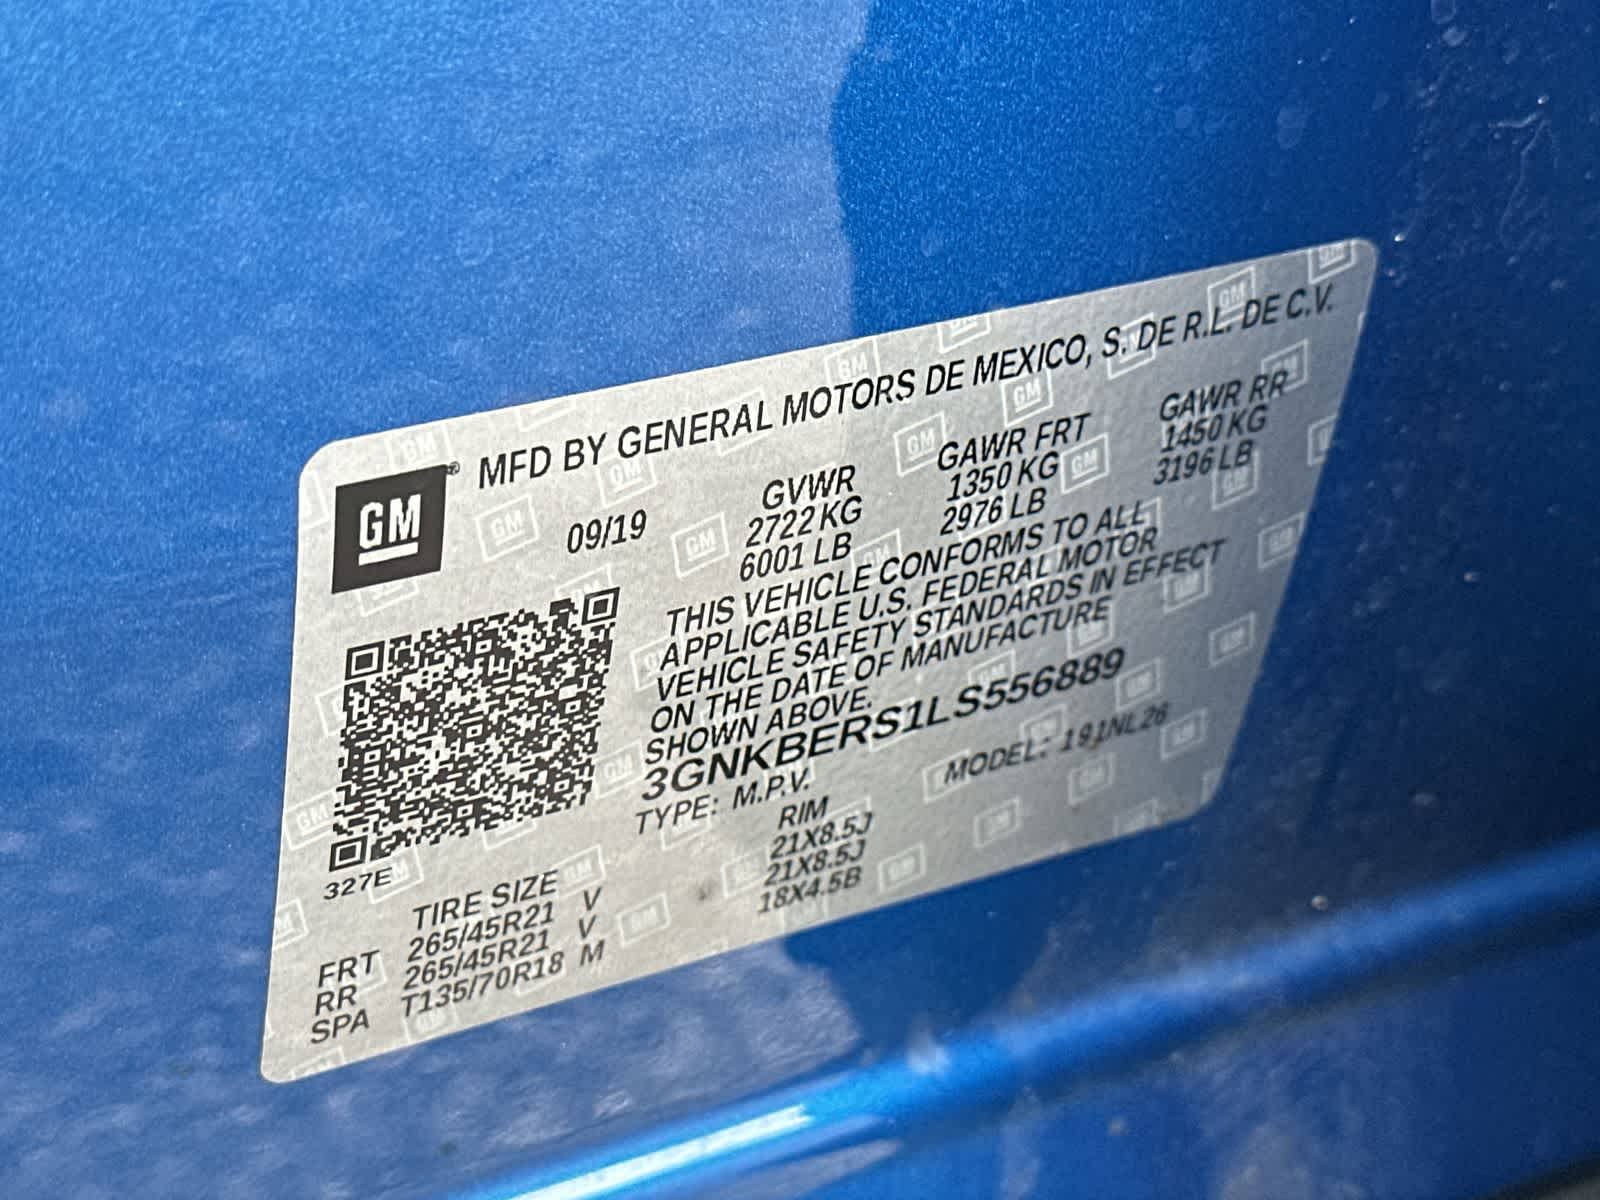 GM® MFD BY GENERAL MOTORS DE MEXICO, S. DE R.L. DE C.V.
09/19 GVWR GAWR FRT GAWR RR
2722 KG 1350 KG 1450 KG
6001 LB 2976 LB 3196 LB
THIS VEHICLE CONFORMS TO ALL
APPLICABLE U.S. FEDERAL MOTOR
VEHICLE SAFETY STANDARDS IN EFFECT
ON THE DATE OF MANUFACTURE
SHOWN ABOVE.
3GNKBERS1LS556889
TYPE: M.P.V. MODEL: 191NL26
327E
TIRE SIZE RIM
FRT 265/45R21 V 21X8.5J
RR 265/45R21 V 21X8.5J
SPA T135/70R18 M 18X4.5B